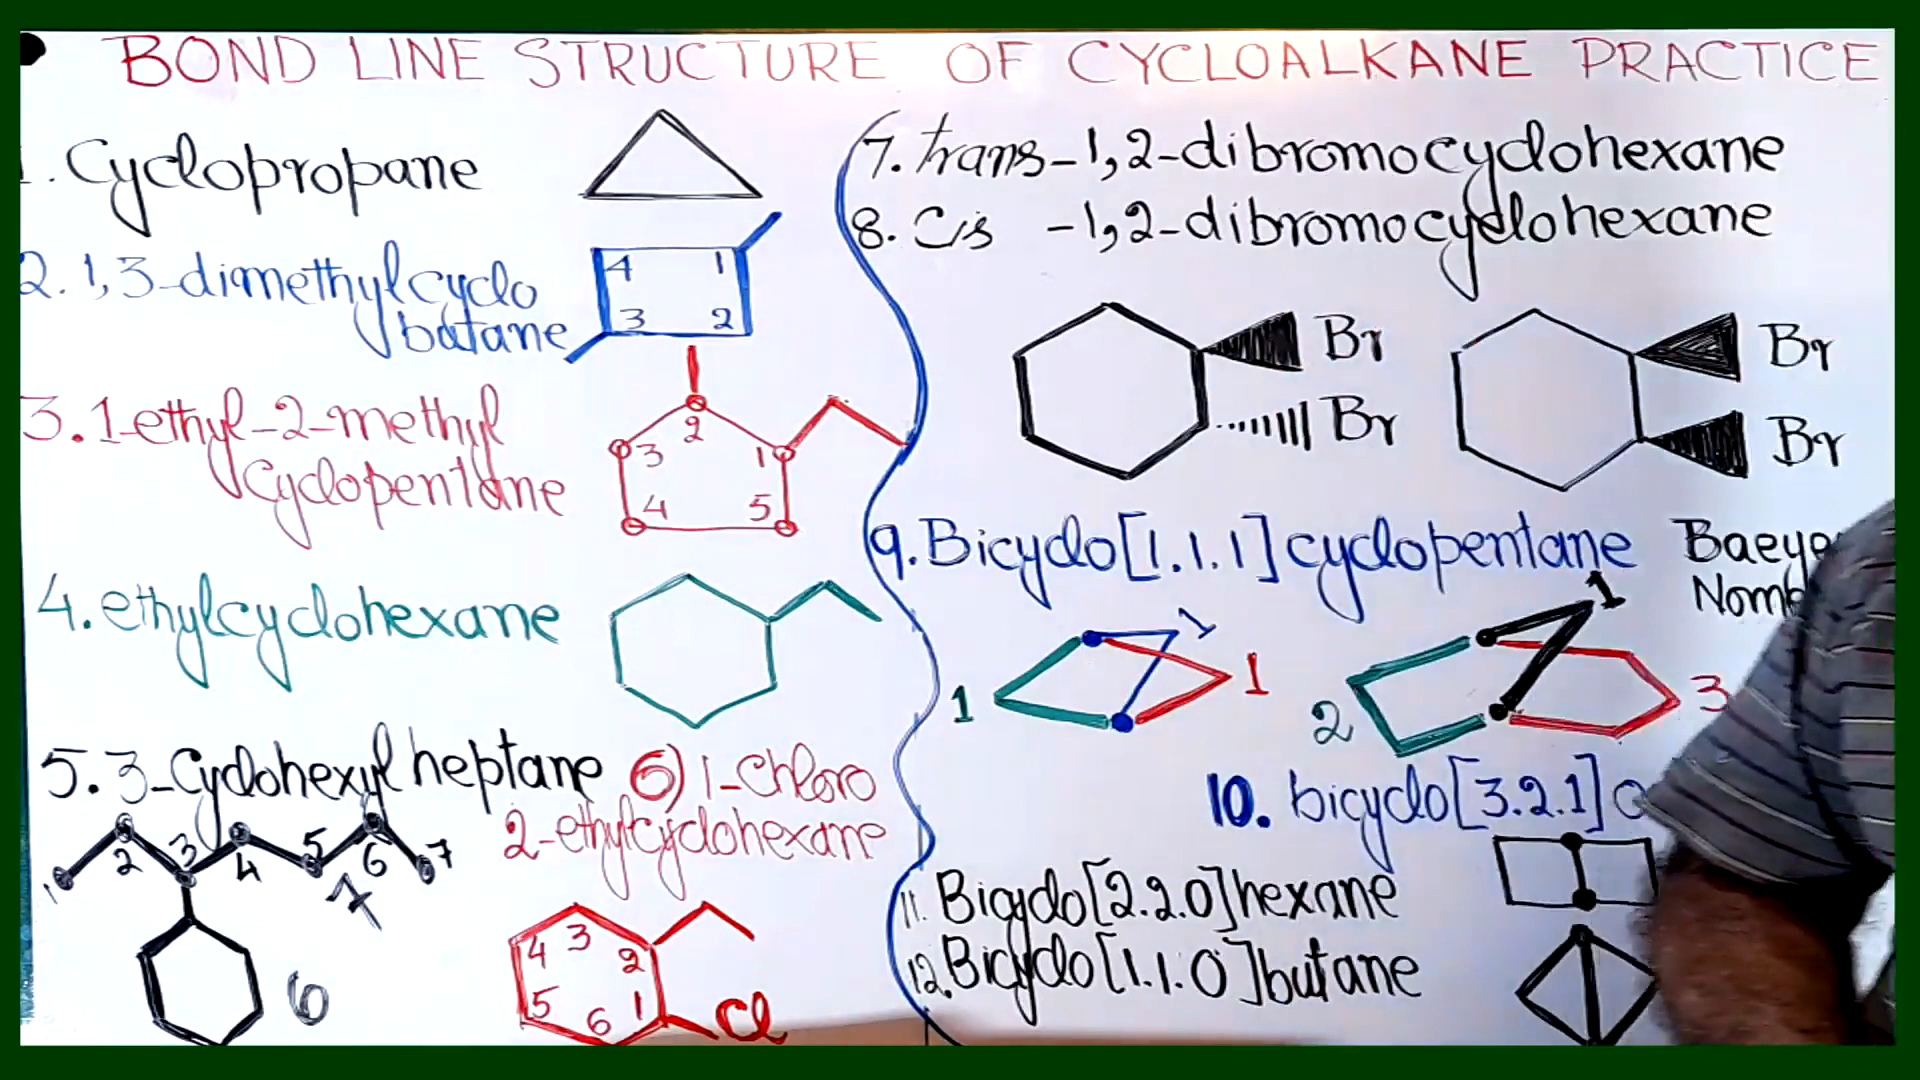 BOND LINE STRUCTURE OF CYCLOALKANE PRACTICE
1. Cyclopropane
2. 1,3-dimethylcyclo
butane
4 1
3 2
3. 1-ethyl-2-methyl
Cyclopentane
2
3 1
4 5
4. ethylcyclohexane
5. 3-Cyclohexyl heptane
1 2 3 4 5 6 7
7
6
6) 1-Chloro
2-ethylcyclohexane
4 3 2
5 6 1
Cl
7. trans-1,2-dibromocyclohexane
8. Cis -1,2-dibromocyclohexane
Br
Br
Br
Br
9. Bicyclo[1.1.1]cyclopentane
Baeye
Nom
1
1
1
1
2
3
10. bicyclo[3.2.1]
11. Bicyclo[2.2.0]hexane
12. Bicyclo[1.1.0]butane